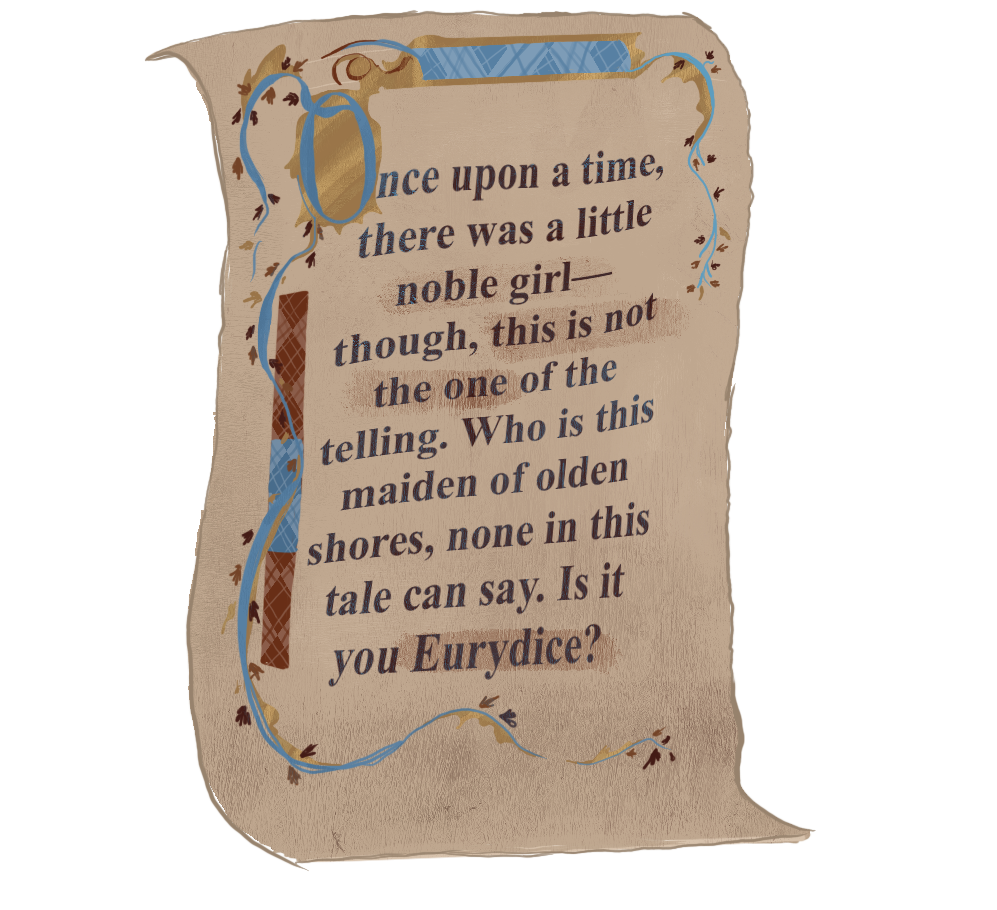 Once upon a time,
there was a little
noble girl—
though, this is not
the one of the
telling. Who is this
maiden of olden
shores, none in this
tale can say. Is it
you Eurydice?